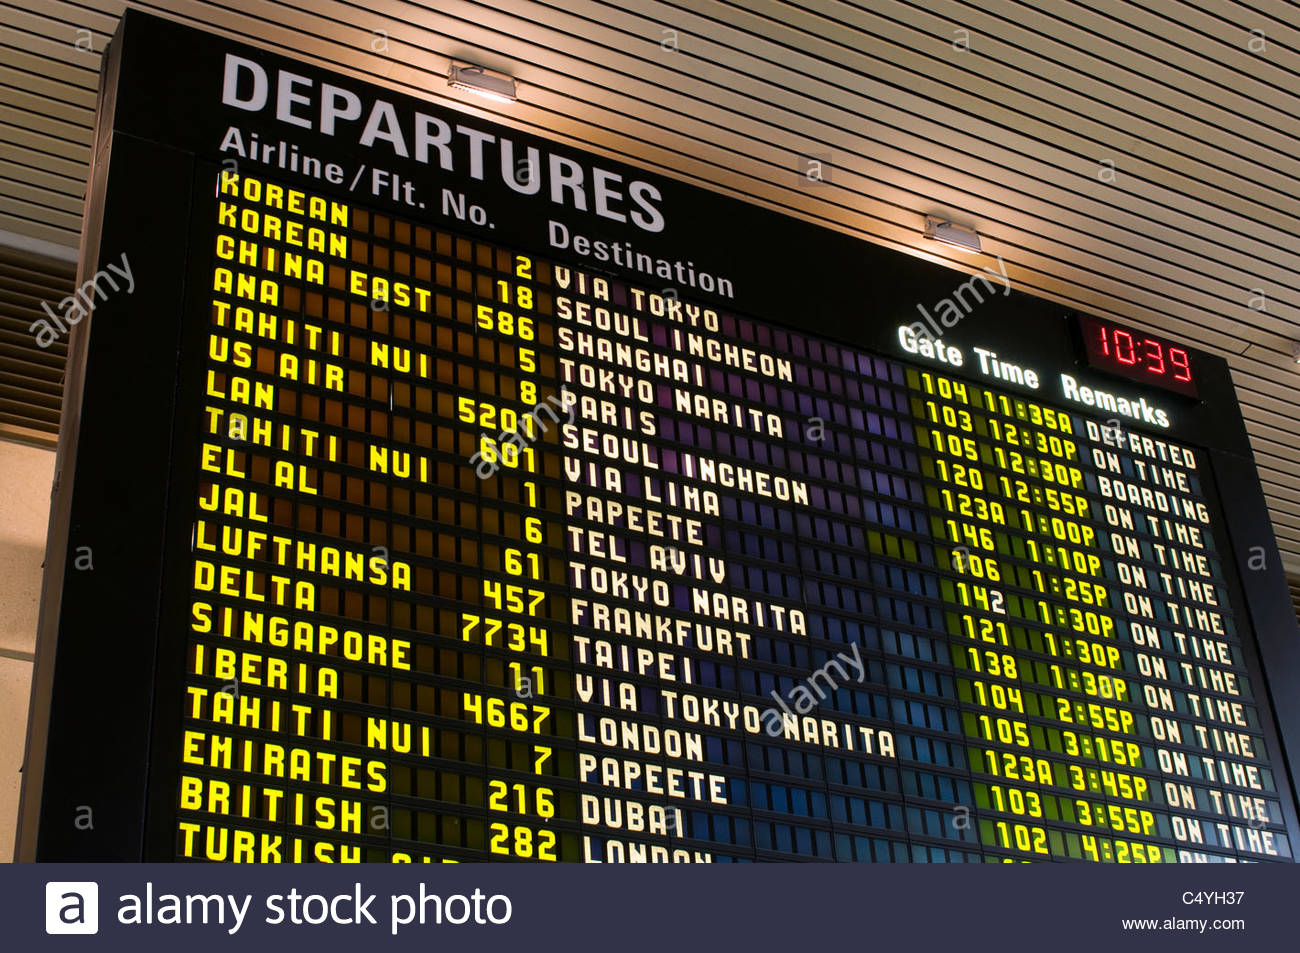 DEPARTURES
Airline/Flt. No. Destination Gate Time Remarks 10:39
KOREAN 2 VIA TOKYO 104 11:35A DEPARTED
KOREAN 18 SEOUL INCHEON 103 12:30P ON TIME
CHINA EAST 586 SHANGHAI 105 12:30P BOARDING
ANA 5 TOKYO NARITA 120 12:55P ON TIME
TAHITI NUI 8 PARIS 123A 1:00P ON TIME
US AIR 5201 SEOUL INCHEON 146 1:10P ON TIME
LAN 601 VIA LIMA 106 1:25P ON TIME
TAHITI NUI 1 PAPEETE 142 1:30P ON TIME
EL AL 6 TEL AVIV 121 1:30P ON TIME
JAL 61 TOKYO NARITA 138 1:30P ON TIME
LUFTHANSA 457 FRANKFURT 104 2:55P ON TIME
DELTA 7734 TAIPEI 105 3:15P ON TIME
SINGAPORE 11 VIA TOKYO NARITA 123A 3:45P ON TIME
IBERIA 4667 LONDON 103 3:55P ON TIME
TAHITI NUI 7 PAPEETE 102 4:25P ON
EMIRATES 216 DUBAI
BRITISH 282 LONDON
TURKISH
a alamy stock photo
C4YH37
www.alamy.com